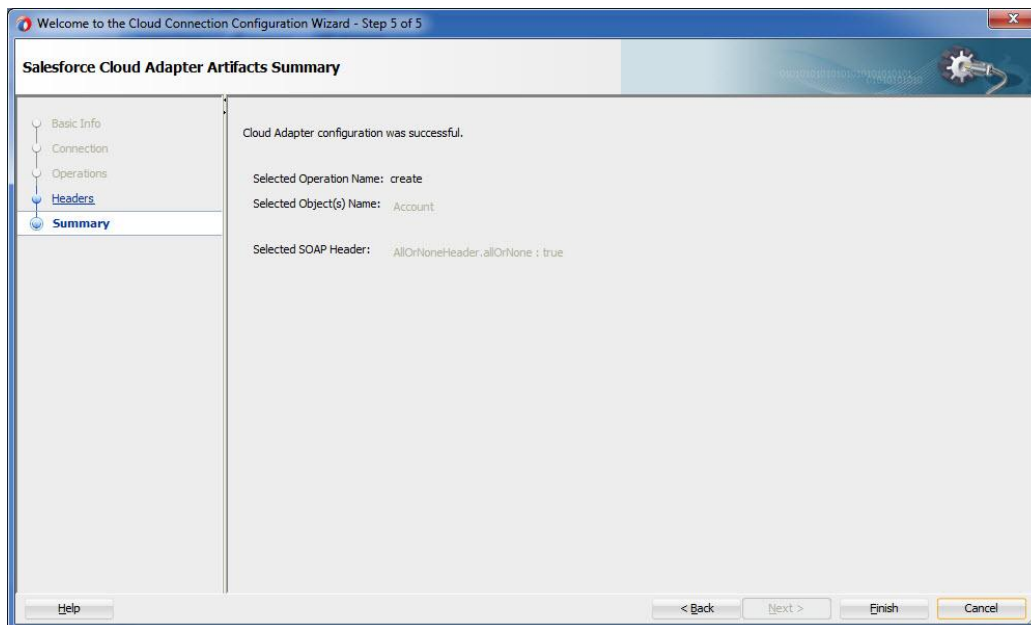 Welcome to the Cloud Connection Configuration Wizard - Step 5 of 5
Salesforce Cloud Adapter Artifacts Summary
Basic Info
Connection
Operations
Headers
Summary
Cloud Adapter configuration was successful.
Selected Operation Name: create
Selected Object(s) Name: Account
Selected SOAP Header: AllOrNoneHeader.allOrNone : true
Help
< Back
Next >
Finish
Cancel